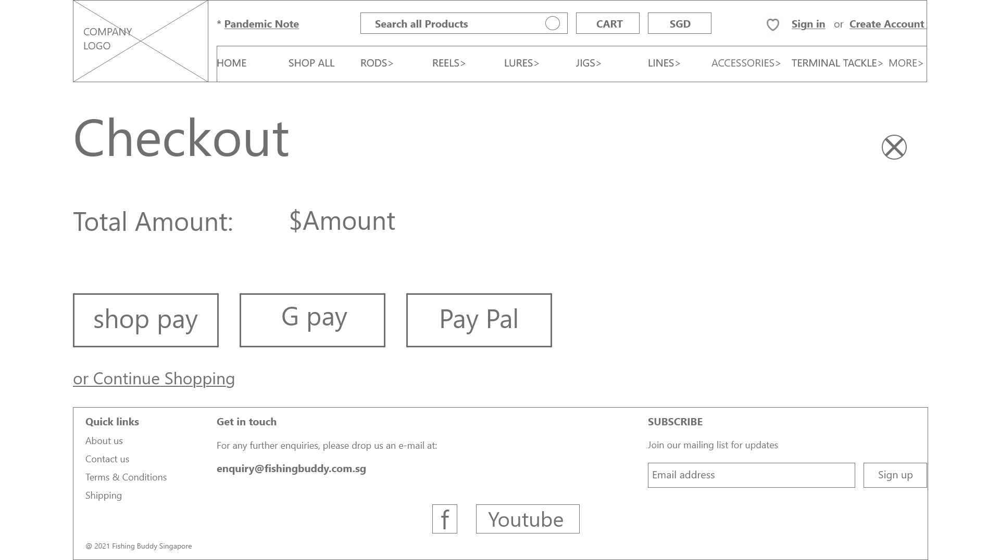 COMPANY
LOGO
* Pandemic Note
Search all Products
CART
SGD
Sign in or Create Account
HOME SHOP ALL RODS> REELS> LURES> JIGS> LINES> ACCESSORIES> TERMINAL TACKLE> MORE>
Checkout
Total Amount: $Amount
shop pay
G pay
Pay Pal
or Continue Shopping
Quick links
About us
Contact us
Terms & Conditions
Shipping
Get in touch
For any further enquiries, please drop us an e-mail at:
enquiry@fishingbuddy.com.sg
SUBSCRIBE
Join our mailing list for updates
Email address
Sign up
f
Youtube
@ 2021 Fishing Buddy Singapore